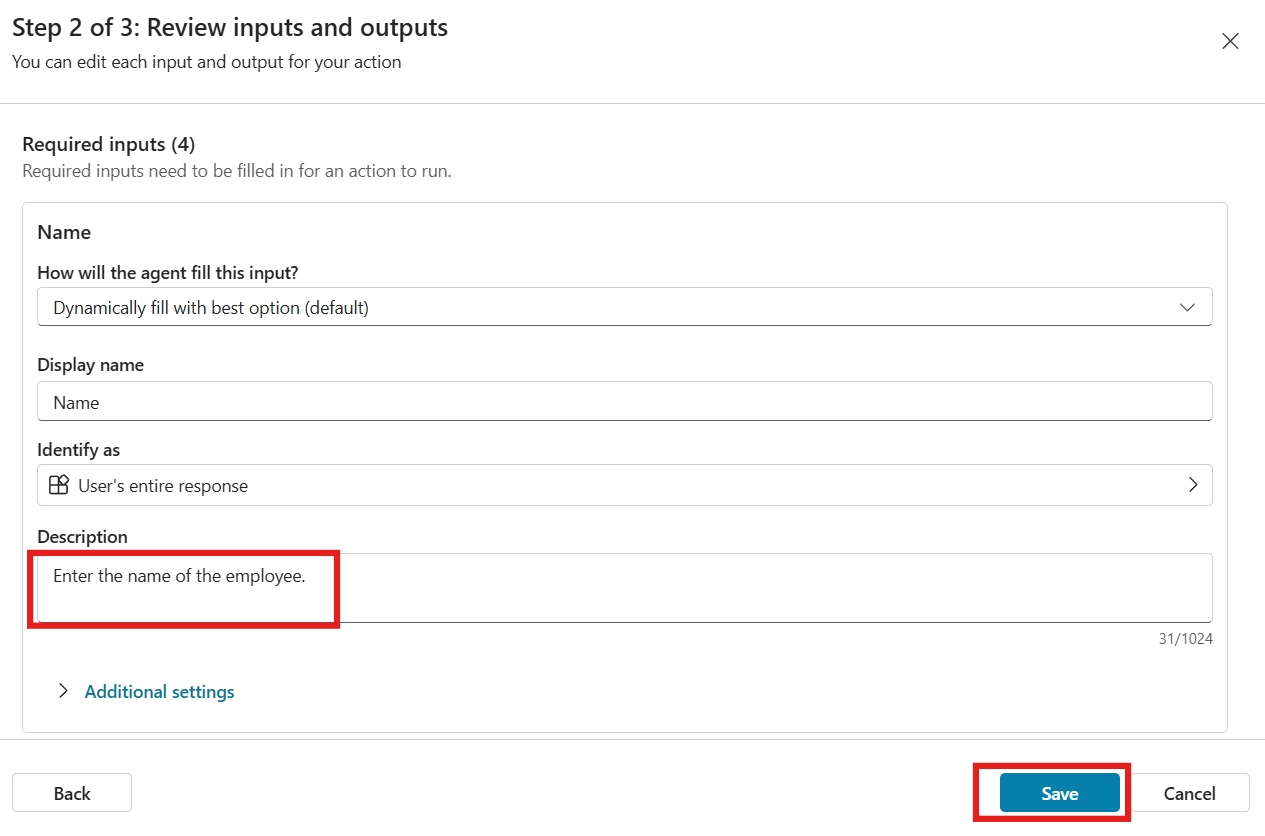 Step 2 of 3: Review inputs and outputs
You can edit each input and output for your action
Required inputs (4)
Required inputs need to be filled in for an action to run.
Name
How will the agent fill this input?
Dynamically fill with best option (default)
Display name
Name
Identify as
User's entire response
Description
Enter the name of the employee.
31/1024
Additional settings
Back
Save
Cancel